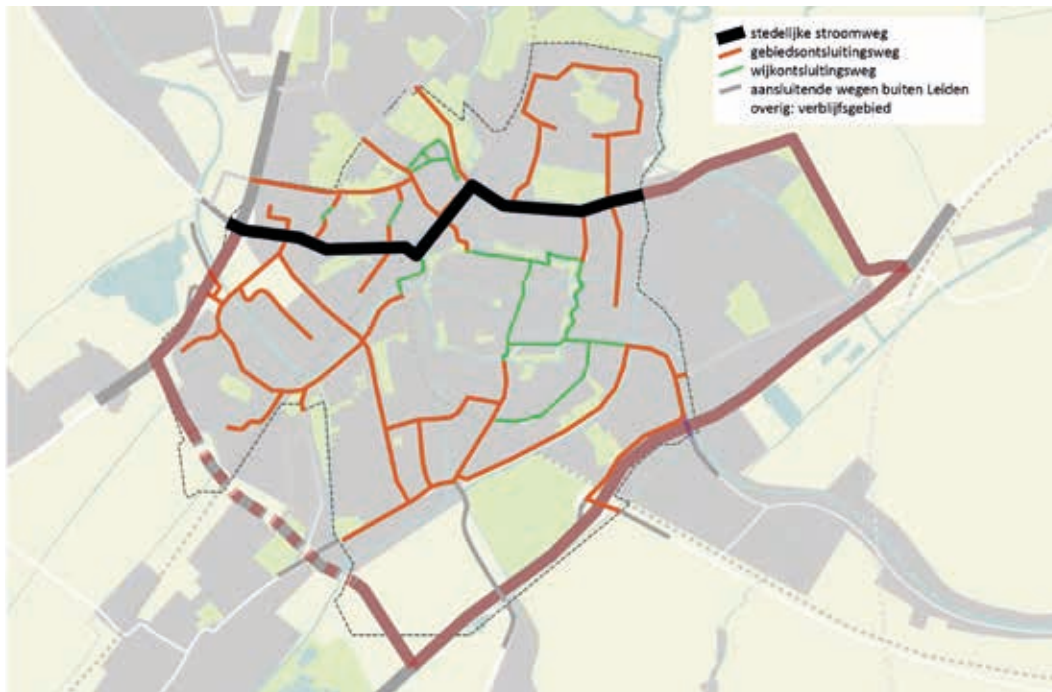 stedelijke stroomweg
gebiedsontsluitingsweg
wijkontsluitingsweg
aansluitende wegen buiten Leiden
overig: verblijfsgebied